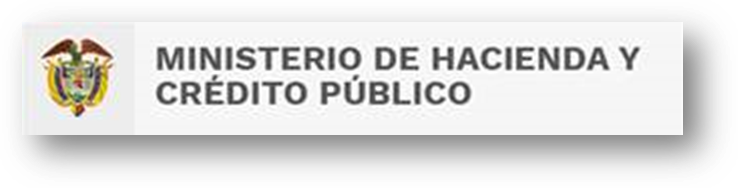 MINISTERIO DE HACIENDA Y
CRÉDITO PÚBLICO